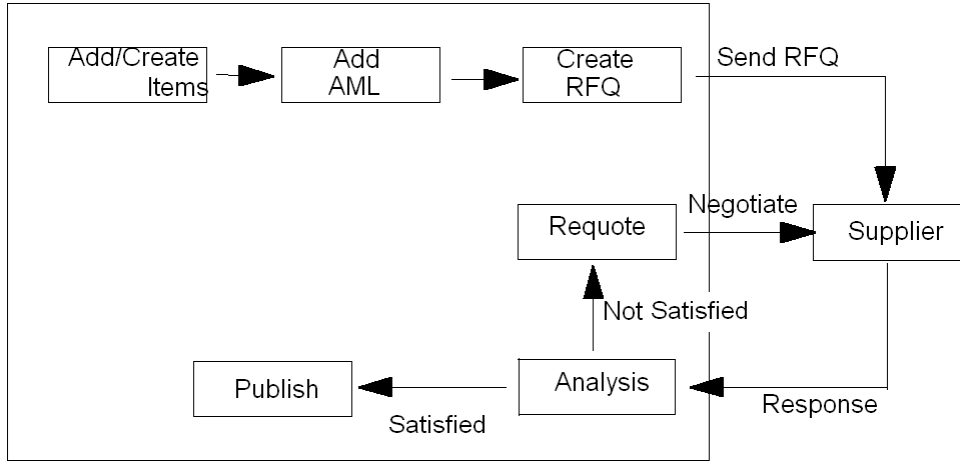 Add/Create
Items
Add
AML
Create
RFQ
Send RFQ
Requote
Negotiate
Supplier
Not Satisfied
Publish
Satisfied
Analysis
Response